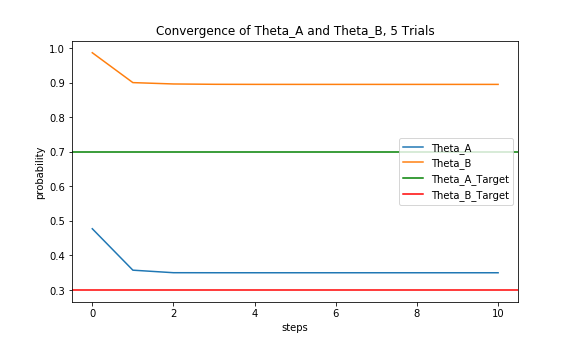 Convergence of Theta_A and Theta_B, 5 Trials
1.0
0.9
0.8
0.7
0.6
0.5
0.4
0.3
probability
Theta_A
Theta_B
Theta_A_Target
Theta_B_Target
0 2 4 6 8 10
steps